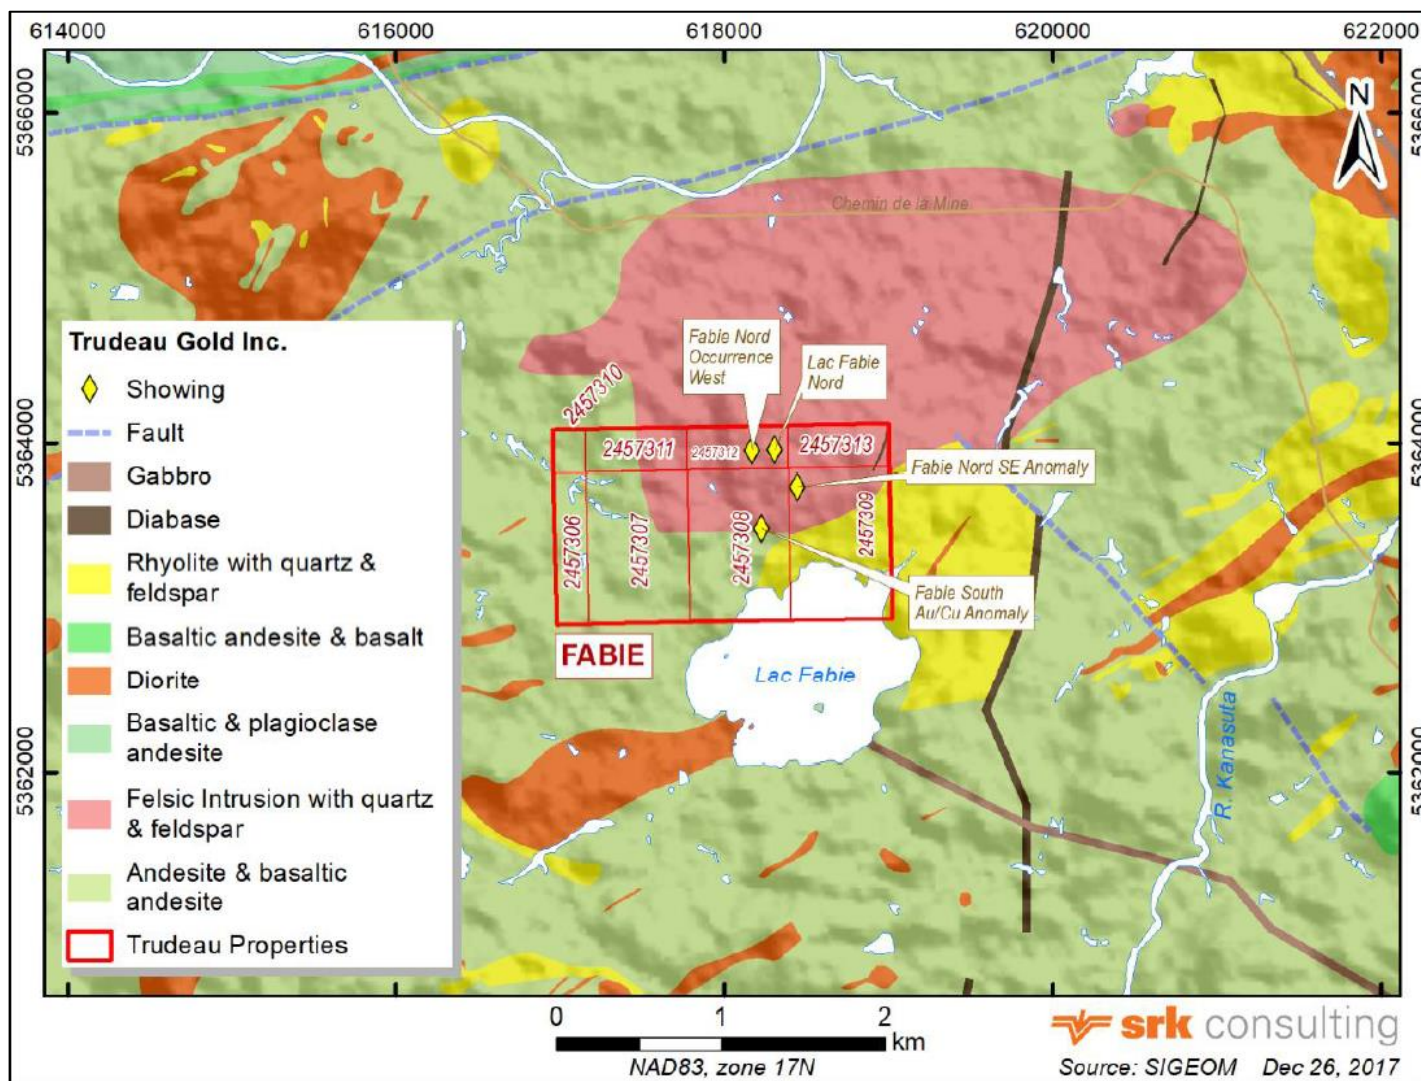 614000 616000 618000 620000 622000
5366000
5366000
N
Chemin de la Mine
Trudeau Gold Inc.
Showing
Fault
Gabbro
Diabase
Rhyolite with quartz &
feldspar
Basaltic andesite & basalt
Diorite
Basaltic & plagioclase
andesite
Felsic Intrusion with quartz
& feldspar
Andesite & basaltic
andesite
Trudeau Properties
Fabie Nord
Occurrence
West
Lac Fabie
Nord
5364000
5364000
2457310
2457311
2457312
2457313
Fabie Nord SE Anomaly
2457306
2457307
2457308
2457309
Fabie South
Au/Cu Anomaly
FABIE
Lac Fabie
R. Kanasuta
5362000
5362000
0 1 2
km
NAD83, zone 17N
srk consulting
Source: SIGEOM Dec 26, 2017